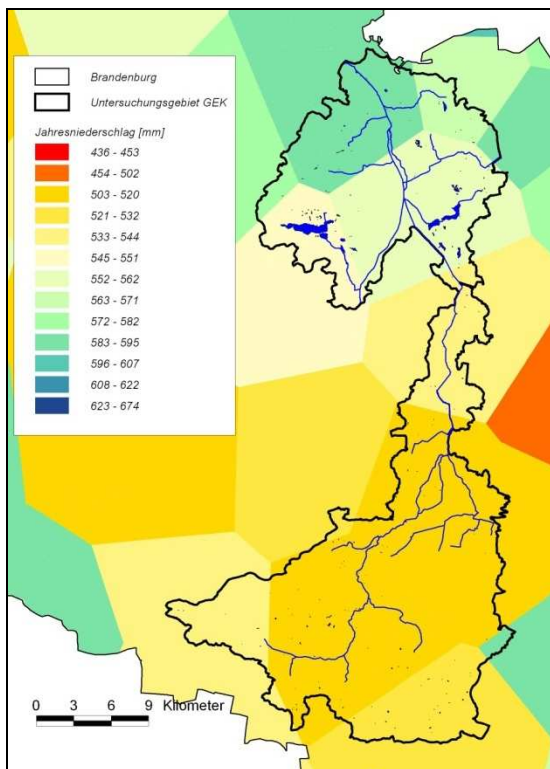 Brandenburg
Untersuchungsgebiet GEK
Jahresniederschlag [mm]
436 - 453
454 - 502
503 - 520
521 - 532
533 - 544
545 - 551
552 - 562
563 - 571
572 - 582
583 - 595
596 - 607
608 - 622
623 - 674
0 3 6 9 Kilometer